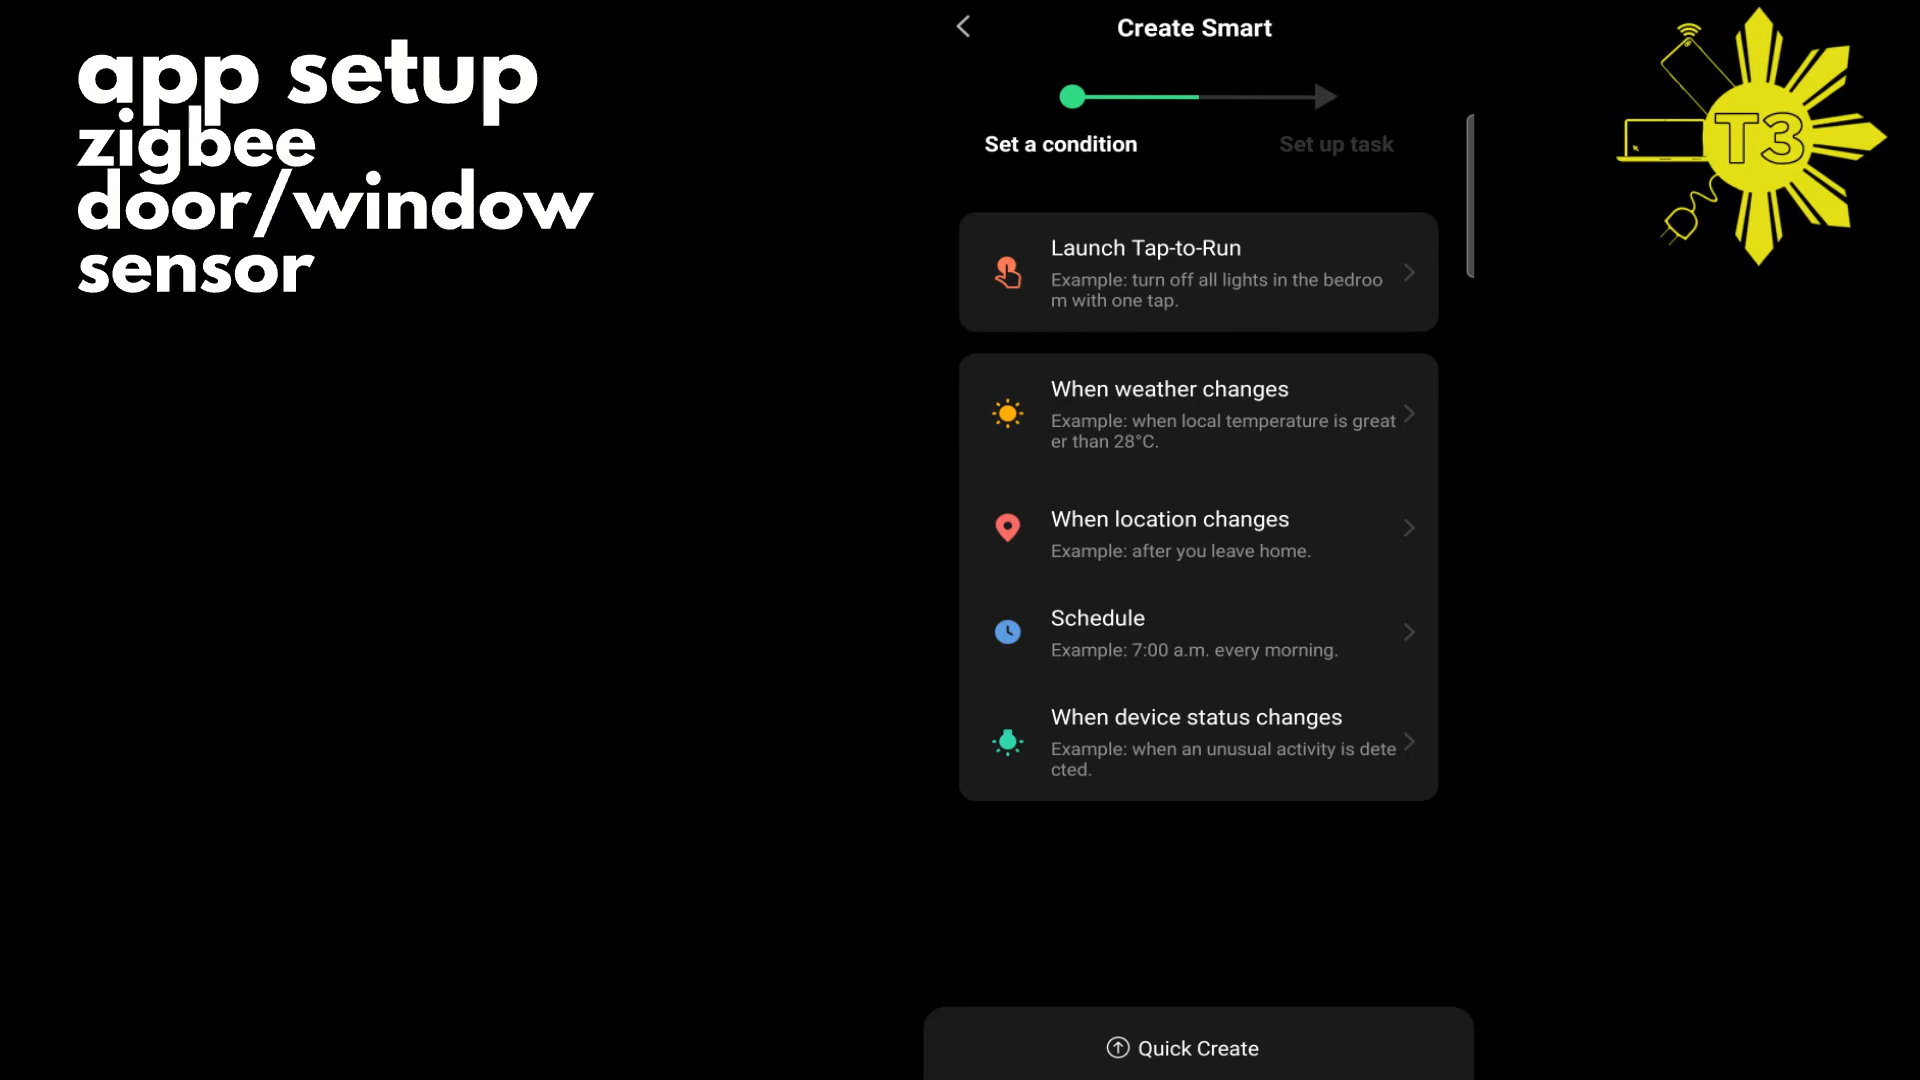 app setup
zigbee
door/window
sensor
Create Smart
Set a condition
Set up task
Launch Tap-to-Run
Example: turn off all lights in the bedroo
m with one tap.
When weather changes
Example: when local temperature is great
er than 28°C.
When location changes
Example: after you leave home.
Schedule
Example: 7:00 a.m. every morning.
When device status changes
Example: when an unusual activity is dete
cted.
Quick Create
T3